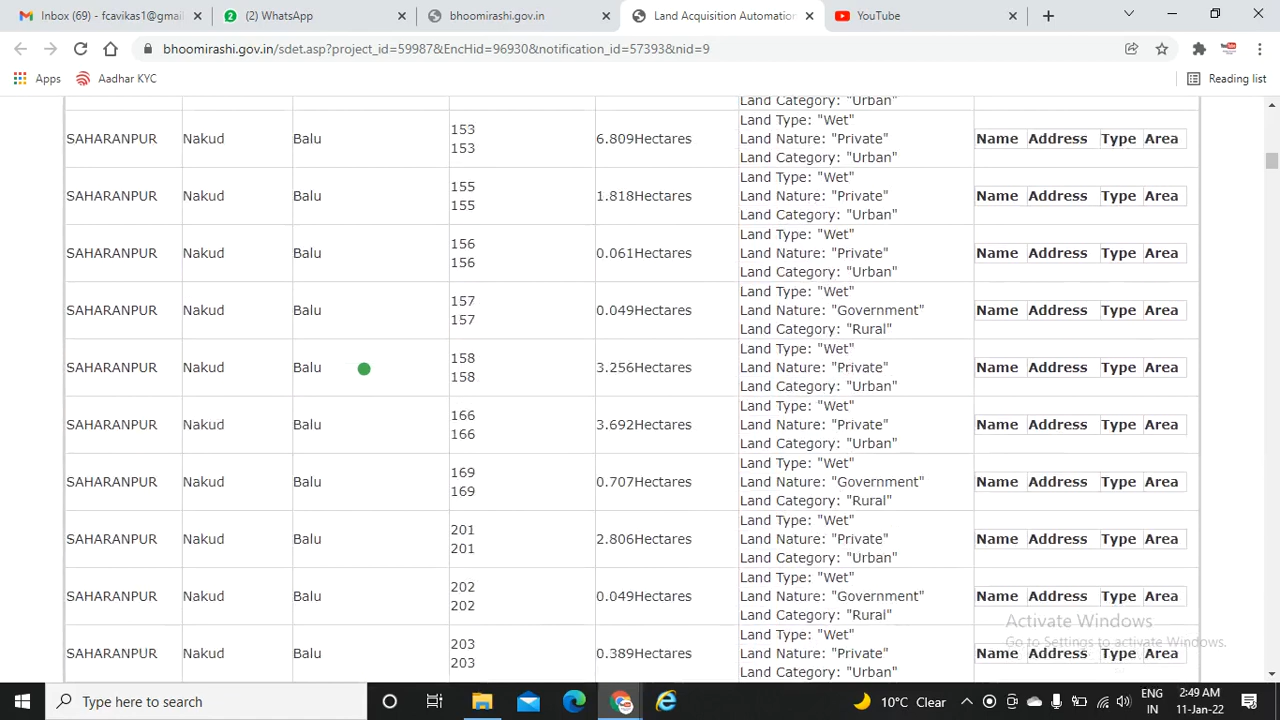 Inbox (69) - fcavikas1@gmail
2 (2) WhatsApp
bhoomirashi.gov.in
Land Acquisition Automation
YouTube
bhoomirashi.gov.in/sdet.asp?project_id=59987&EncHid=96930&notification_id=57393&nid=9
Apps
Aadhar KYC
Reading list
Land Category: "Urban"
SAHARANPUR Nakud Balu 153 6.809Hectares Land Type: "Wet" Name Address Type Area
153 Land Nature: "Private"
Land Category: "Urban"
SAHARANPUR Nakud Balu 155 1.818Hectares Land Type: "Wet" Name Address Type Area
155 Land Nature: "Private"
Land Category: "Urban"
SAHARANPUR Nakud Balu 156 0.061Hectares Land Type: "Wet" Name Address Type Area
156 Land Nature: "Private"
Land Category: "Urban"
SAHARANPUR Nakud Balu 157 0.049Hectares Land Type: "Wet" Name Address Type Area
157 Land Nature: "Government"
Land Category: "Rural"
SAHARANPUR Nakud Balu 158 3.256Hectares Land Type: "Wet" Name Address Type Area
158 Land Nature: "Private"
Land Category: "Urban"
SAHARANPUR Nakud Balu 166 3.692Hectares Land Type: "Wet" Name Address Type Area
166 Land Nature: "Private"
Land Category: "Urban"
SAHARANPUR Nakud Balu 169 0.707Hectares Land Type: "Wet" Name Address Type Area
169 Land Nature: "Government"
Land Category: "Rural"
SAHARANPUR Nakud Balu 201 2.806Hectares Land Type: "Wet" Name Address Type Area
201 Land Nature: "Private"
Land Category: "Urban"
SAHARANPUR Nakud Balu 202 0.049Hectares Land Type: "Wet" Name Address Type Area
202 Land Nature: "Government"
Land Category: "Rural"
SAHARANPUR Nakud Balu 203 0.389Hectares Land Type: "Wet" Name Address Type Area
203 Land Nature: "Private"
Land Category: "Urban"
Activate Windows
Go to Settings to activate Windows.
Type here to search
10°C Clear
ENG
IN
2:49 AM
11-Jan-22